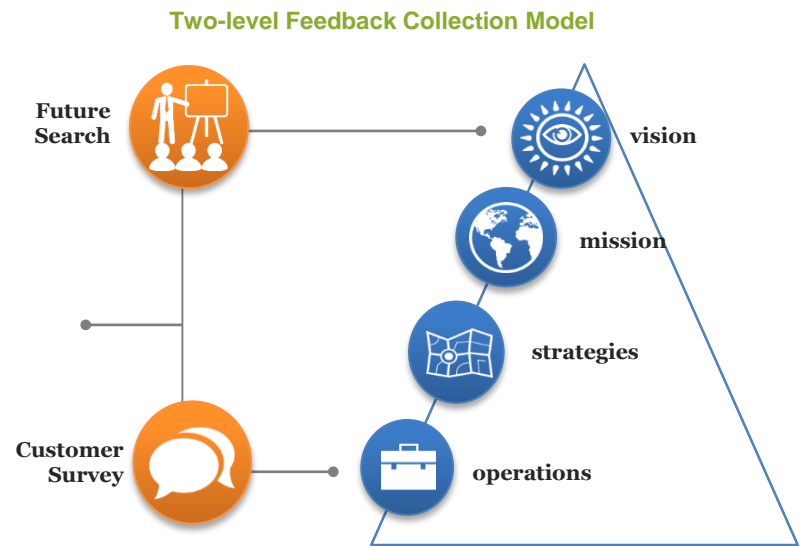 Two-level Feedback Collection Model
Future
Search
vision
mission
strategies
Customer
Survey
operations